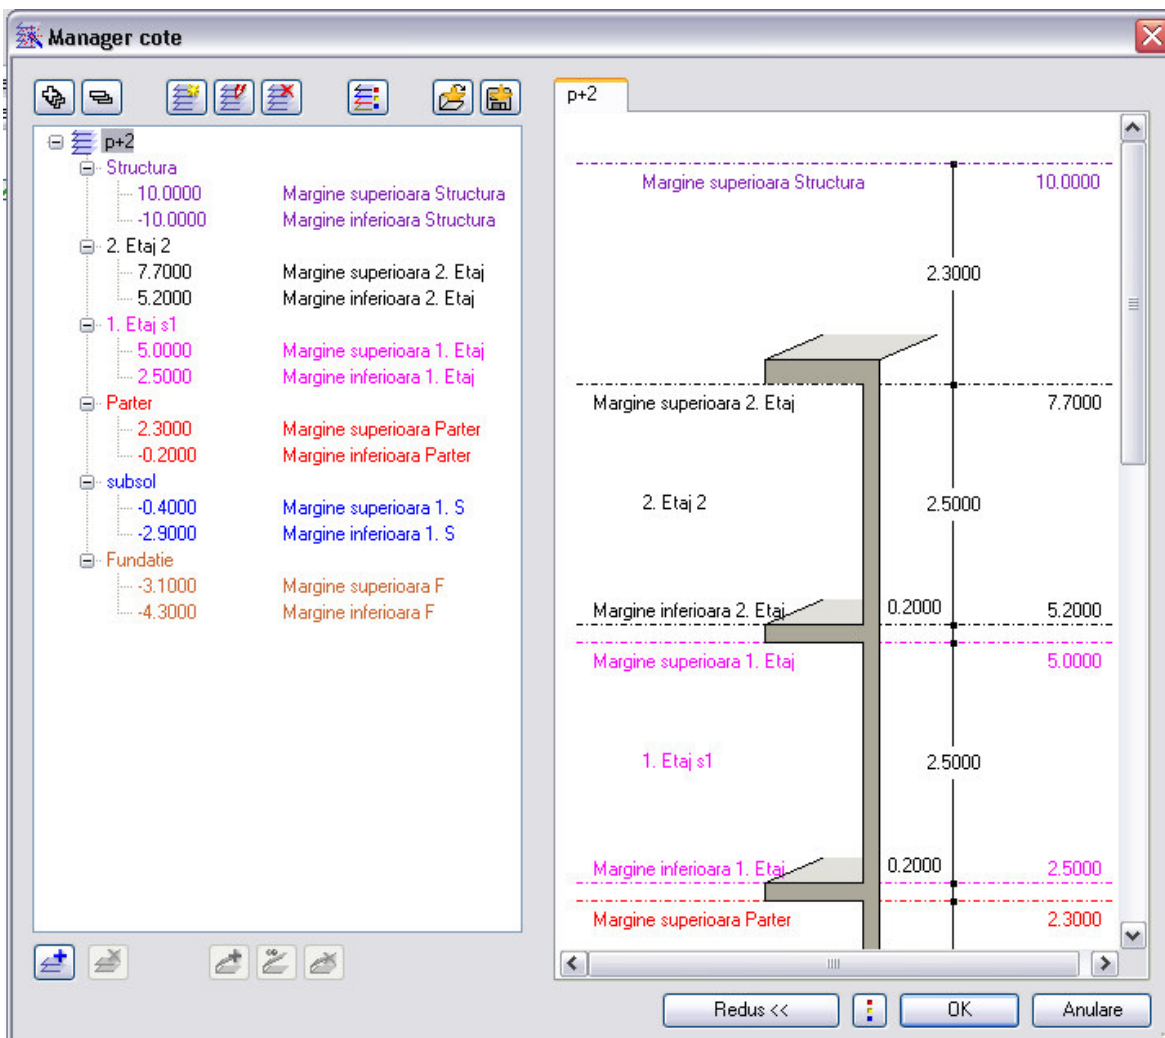 Manager cote
p+2
Structura
10.0000 Margine superioara Structura
-10.0000 Margine inferioara Structura
2. Etaj 2
7.7000 Margine superioara 2. Etaj
5.2000 Margine inferioara 2. Etaj
1. Etaj s1
5.0000 Margine superioara 1. Etaj
2.5000 Margine inferioara 1. Etaj
Parter
2.3000 Margine superioara Parter
-0.2000 Margine inferioara Parter
subsol
-0.4000 Margine superioara 1. S
-2.9000 Margine inferioara 1. S
Fundatie
-3.1000 Margine superioara F
-4.3000 Margine inferioara F
p+2
Margine superioara Structura 10.0000
2.3000
Margine superioara 2. Etaj 7.7000
2. Etaj 2 2.5000
Margine inferioara 2. Etaj 0.2000 5.2000
Margine superioara 1. Etaj 5.0000
1. Etaj s1 2.5000
Margine inferioara 1. Etaj 0.2000 2.5000
Margine superioara Parter 2.3000
Redus << OK Anulare